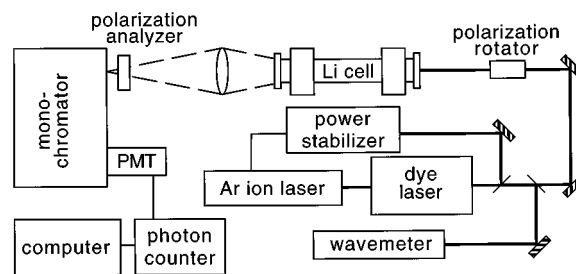 polarization
analyzer
polarization
rotator
Li cell
mono-
chromator
power
stabilizer
PMT
Ar ion laser
dye
laser
computer
photon
counter
wavemeter